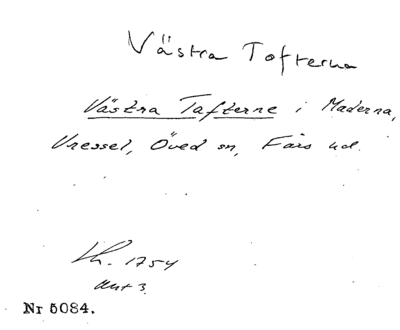 Västra Tofterna
Västra Tafterne i Maderna,
Vressel, Öved sn, Färs hd.
Kh. 1754
Akt 3.
Nr 5084.